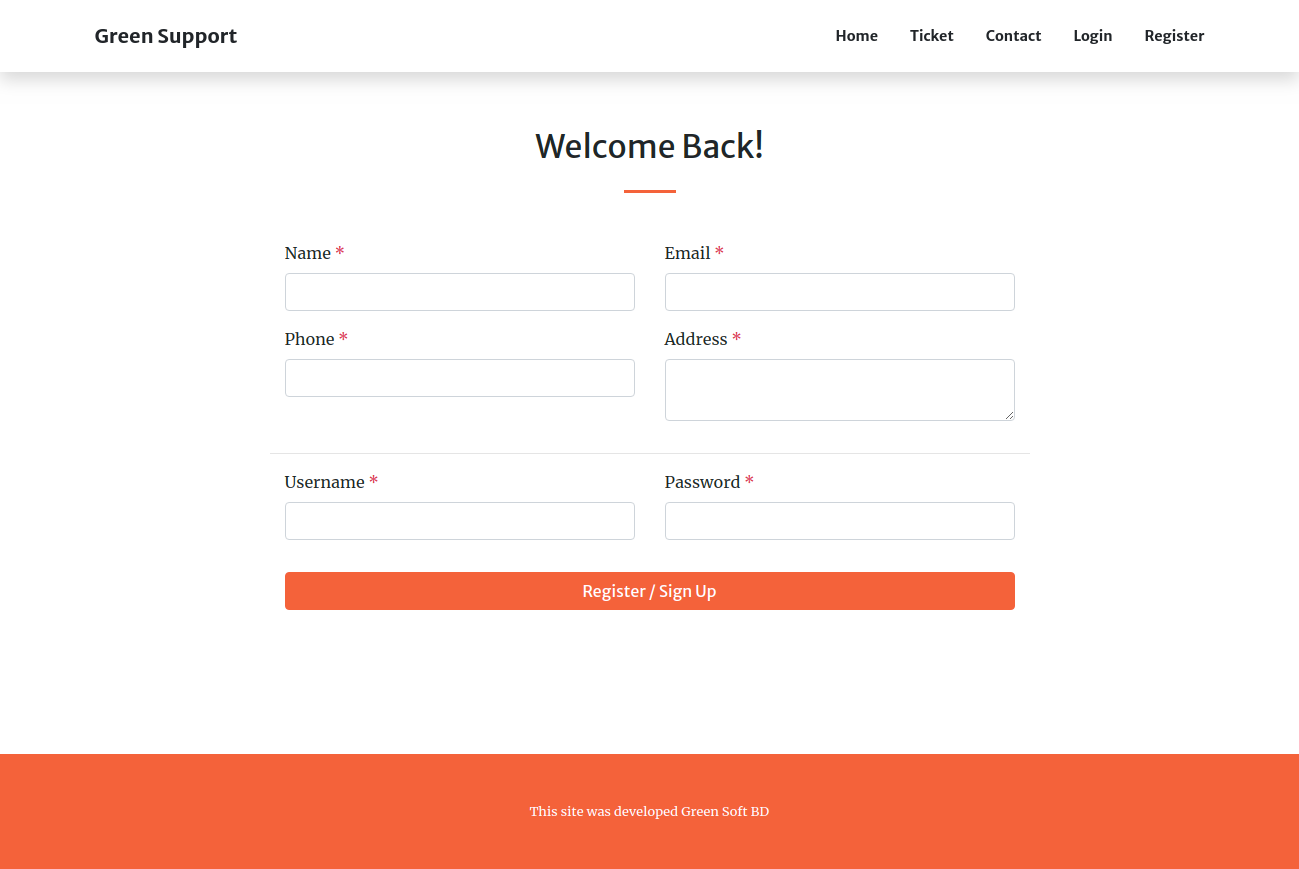 Green Support
Home Ticket Contact Login Register
Welcome Back!
Name * Email *
Phone * Address *
Username * Password *
Register / Sign Up
This site was developed Green Soft BD